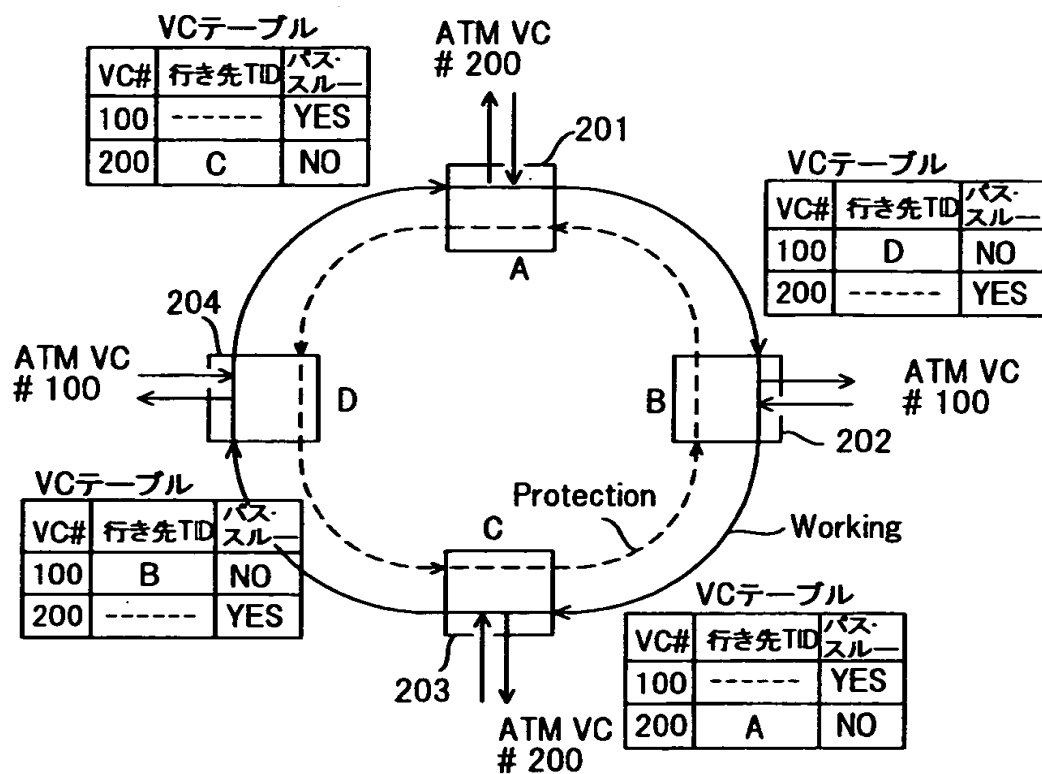 VCテーブル
VC# 行き先TID パス・スルー
100 ------ YES
200 C NO
ATM VC
# 200
201
A
VCテーブル
VC# 行き先TID パス・スルー
100 D NO
200 ------ YES
204
ATM VC
# 100
D
B
ATM VC
# 100
202
VCテーブル
VC# 行き先TID パス・スルー
100 B NO
200 ------ YES
Protection
Working
C
203
ATM VC
# 200
VCテーブル
VC# 行き先TID パス・スルー
100 ------ YES
200 A NO